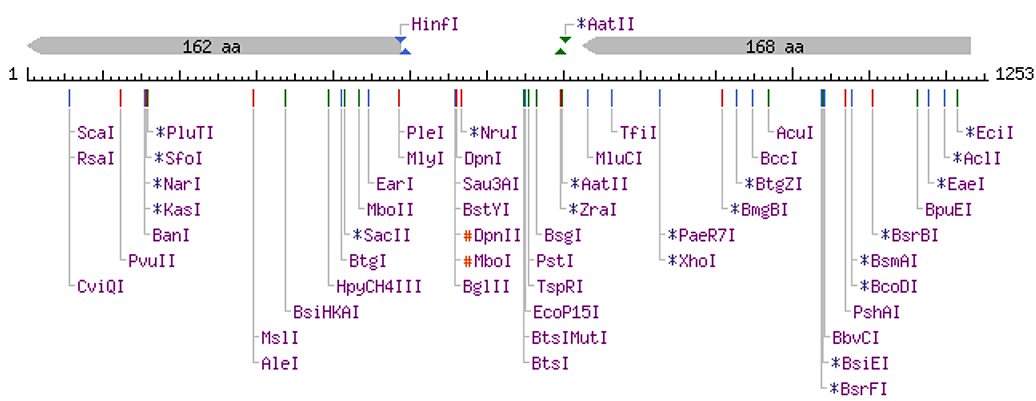 HinfI *AatII
162 aa 168 aa
1 1253
ScaI *PluTI PleI *NruI TfiI AcuI *EciI
RsaI *SfoI MlyI DpnI MluCI BccI *AclI
*NarI EarI Sau3AI *AatII *BtgZI *EaeI
*KasI MboII BstYI *ZraI *BmgBI BpuEI
BanI *SacII #DpnII BsgI *PaeR7I *BsrBI
PvuII BtgI #MboI PstI *XhoI *BsmAI
CviQI HpyCH4III BglII TspRI *BcoDI
BsiHKAI EcoP15I PshAI
MslI BtsIMutI BbvCI
AleI BtsI *BsiEI
*BsrFI